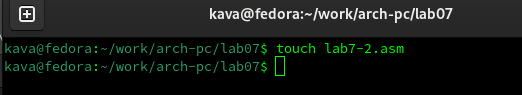 kava@fedora:~/work/arch-pc/lab07
kava@fedora:~/work/arch-pc/lab07$ touch lab7-2.asm
kava@fedora:~/work/arch-pc/lab07$